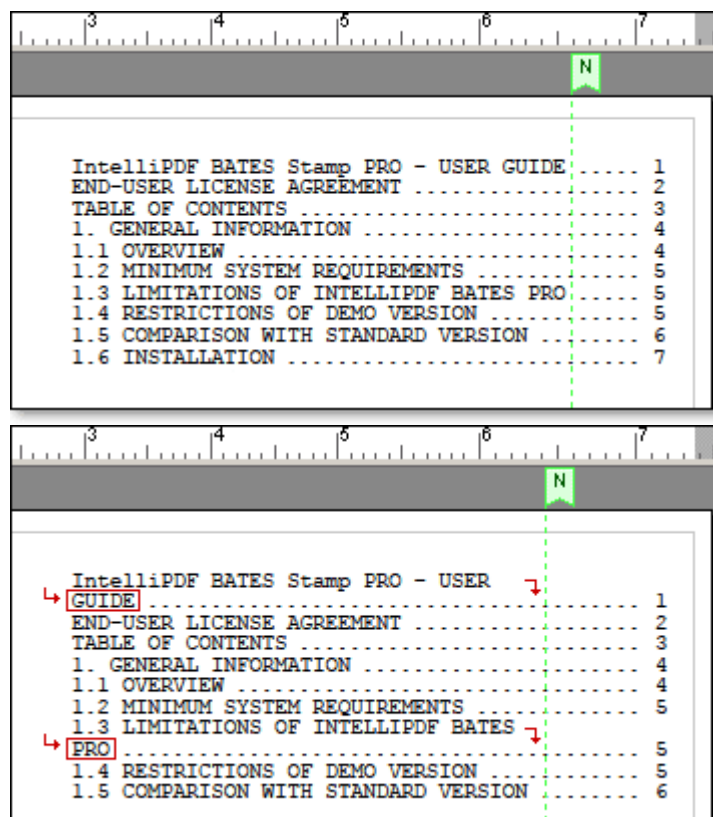 3 4 5 6 7
N
IntelliPDF BATES Stamp PRO - USER GUIDE ..... 1
END-USER LICENSE AGREEMENT .................. 2
TABLE OF CONTENTS ........................... 3
1. GENERAL INFORMATION ...................... 4
1.1 OVERVIEW ................................ 4
1.2 MINIMUM SYSTEM REQUIREMENTS ............. 5
1.3 LIMITATIONS OF INTELLIPDF BATES PRO ..... 5
1.4 RESTRICTIONS OF DEMO VERSION ............ 5
1.5 COMPARISON WITH STANDARD VERSION ........ 6
1.6 INSTALLATION ............................ 7
3 4 5 6 7
N
IntelliPDF BATES Stamp PRO - USER
GUIDE ....................................... 1
END-USER LICENSE AGREEMENT .................. 2
TABLE OF CONTENTS ........................... 3
1. GENERAL INFORMATION ...................... 4
1.1 OVERVIEW ................................ 4
1.2 MINIMUM SYSTEM REQUIREMENTS ............. 5
1.3 LIMITATIONS OF INTELLIPDF BATES
PRO ......................................... 5
1.4 RESTRICTIONS OF DEMO VERSION ............ 5
1.5 COMPARISON WITH STANDARD VERSION ........ 6